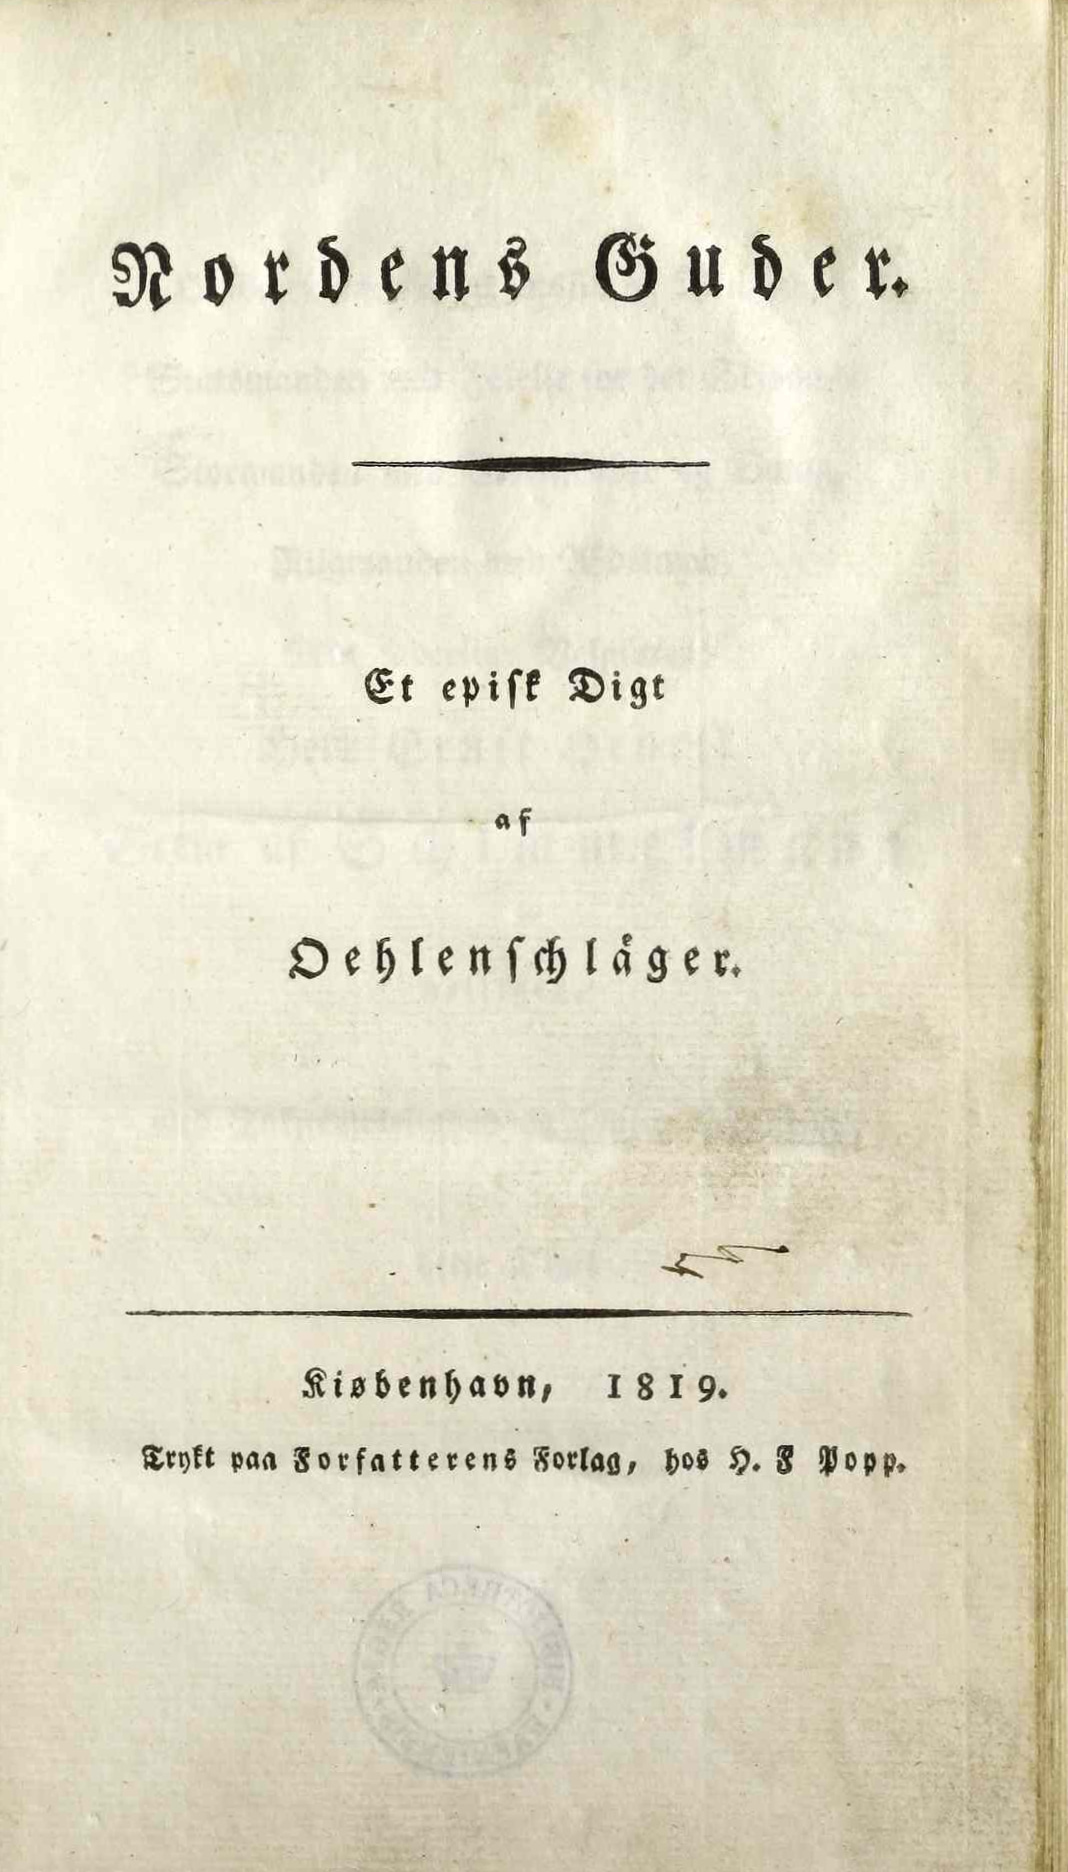 Nordens Guder.
Et episk Digt
af
Oehlenschläger.
Kiøbenhavn, 1819.
Trykt paa Forfatterens Forlag, hos H. F Popp.